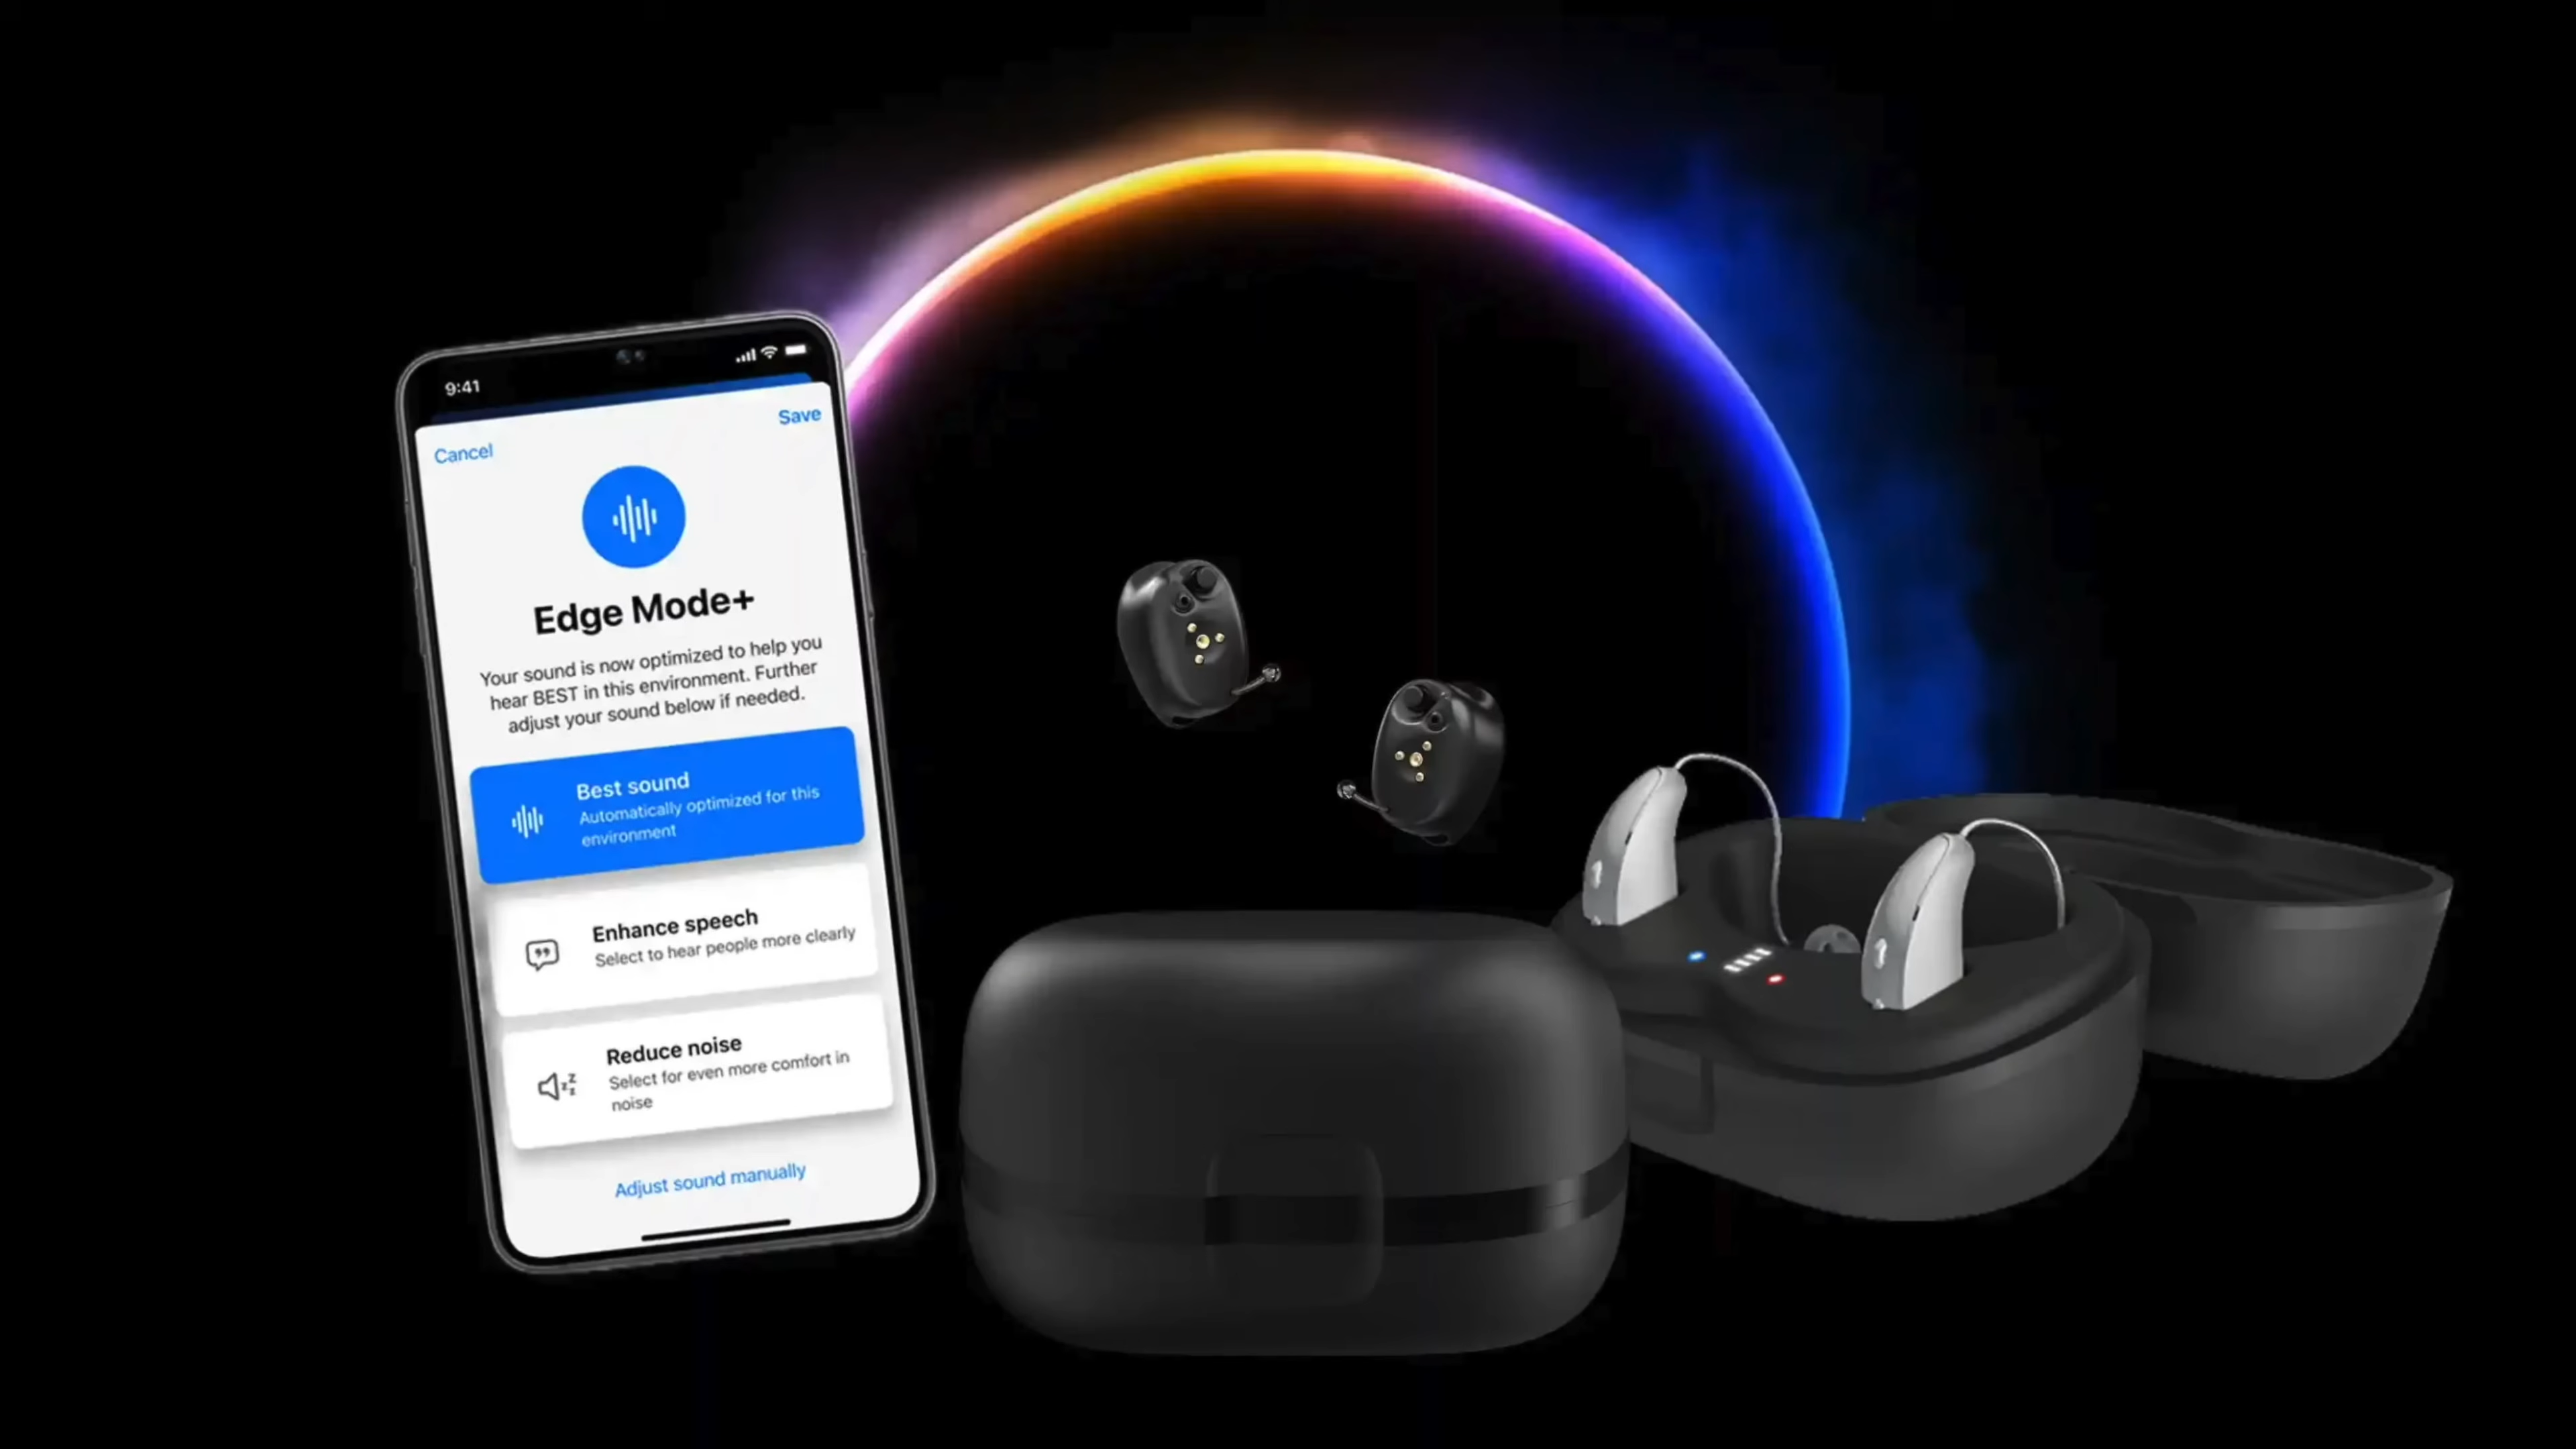 9:41
Cancel
Save
Edge Mode+
Your sound is now optimized to help you
hear BEST in this environment. Further
adjust your sound below if needed.
Best sound
Automatically optimized for this
environment
Enhance speech
Select to hear people more clearly
Reduce noise
Select for even more comfort in
noise
Adjust sound manually